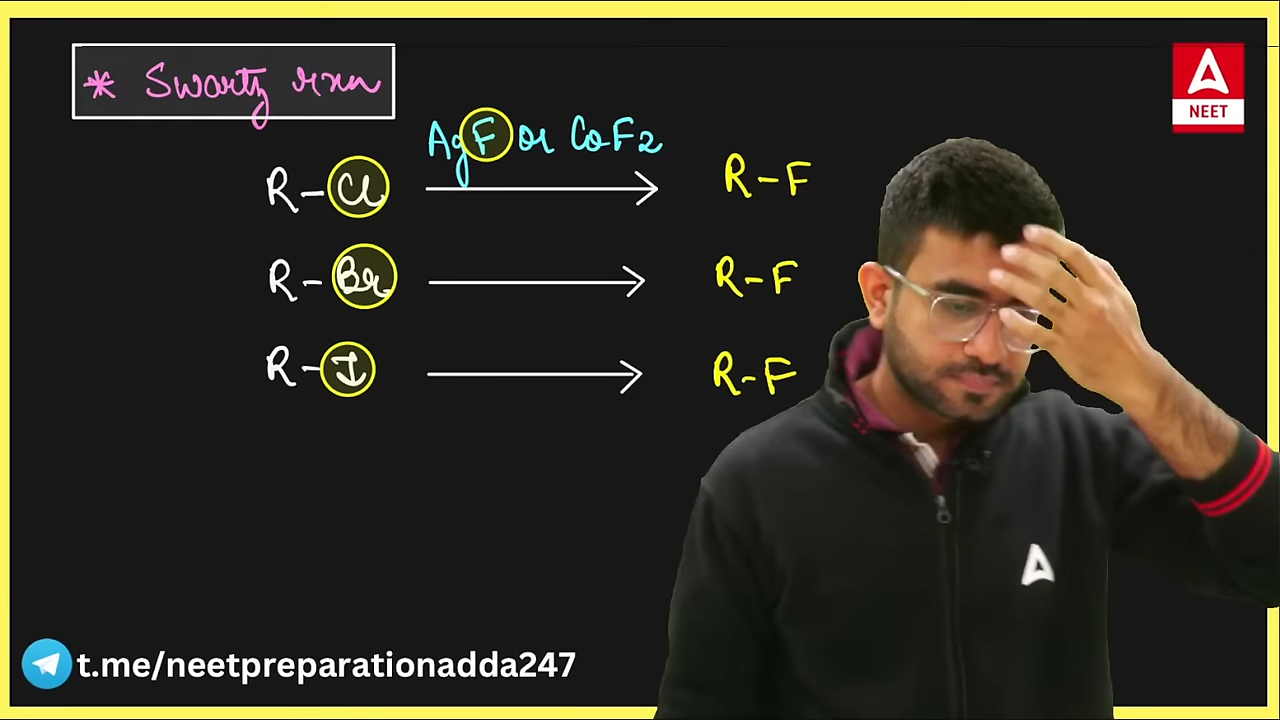 * Swartz rxn
AgF or CoF2
R-Cl → R-F
R-Br → R-F
R-I → R-F
A
NEET
A
t.me/neetpreparationadda247